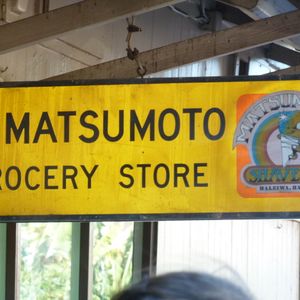 MATSUMOTO
ROCERY STORE
MATSUM
SHAVE
HALEIWA, HA